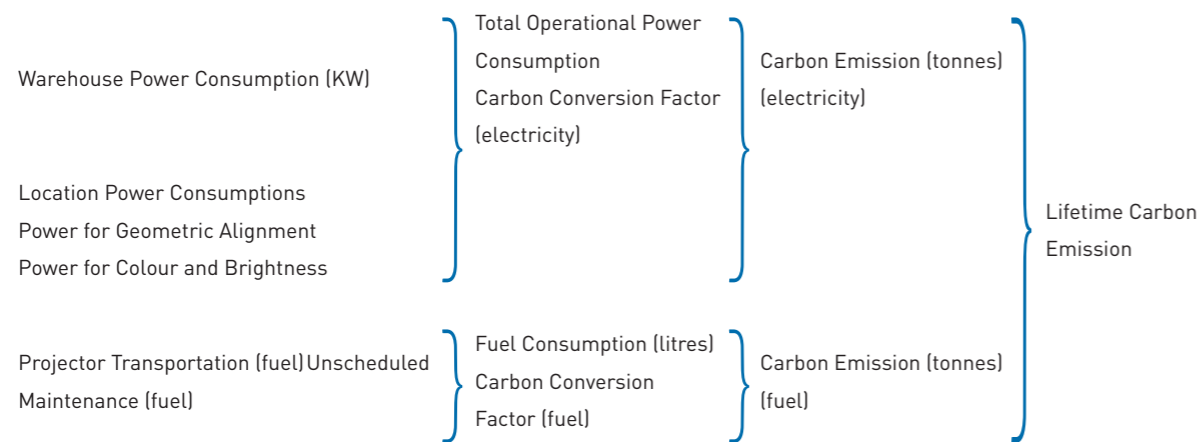 Warehouse Power Consumption (KW)
Location Power Consumptions
Power for Geometric Alignment
Power for Colour and Brightness
Projector Transportation (fuel)Unscheduled
Maintenance (fuel)
Total Operational Power
Consumption
Carbon Conversion Factor
(electricity)
Fuel Consumption (litres)
Carbon Conversion
Factor (fuel)
Carbon Emission (tonnes)
(electricity)
Carbon Emission (tonnes)
(fuel)
Lifetime Carbon
Emission